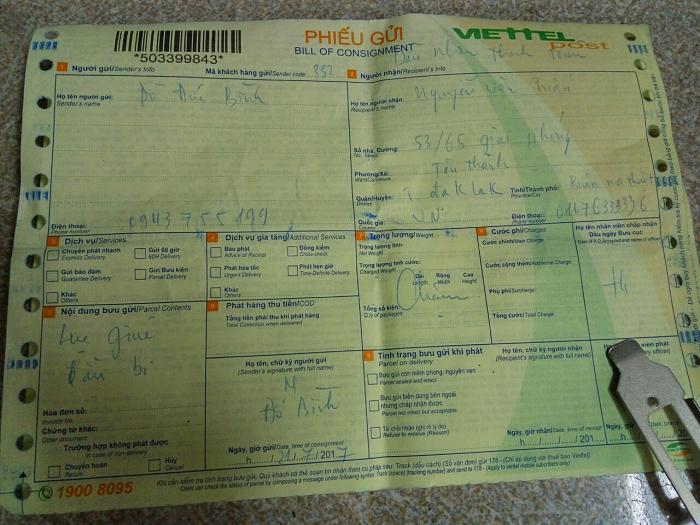 *503399843*
PHIẾU GỬI
BILL OF CONSIGNMENT
VIETTEL
post
1 Người gửi/Sender's Info
Mã khách hàng gửi/Sender code 352
2 Người nhận/Recipient's Info
Họ tên người gửi:
Sender's name
Đỗ Đức Bình
Họ tên người nhận:
Recipient's name
Nguyễn Văn
Số nhà, Đường:
No., Street
53/65 giải phóng
Phường/Xã:
Ward/Commune
Tân thành
Quận/Huyện:
District
T. đaKLaK
Tỉnh/Thành phố:
Province/City
Quốc gia:
Country
VN
Điện thoại:
Phone number
0943755199
Điện thoại:
Phone number
3 Dịch vụ/Services
Chuyển phát nhanh
Express Delivery
Gửi 60 giờ
60H Delivery
Gửi bảo đảm
Guarantee Delivery
Gửi Bưu kiện
Parcel Delivery
Khác
Others
4 Dịch vụ gia tăng/Additional Services
Báo phát
Advice of Receipt
Đồng kiểm
Cross-check
Phát hỏa tốc
Urgent Delivery
Phát hẹn giờ
Time-Definite Delivery
Khác
Others
7 Trọng lượng/Weight
Trọng lượng tịnh:
Net Weight
Trọng lượng tính cước:
Charged Weight
Dài
Length
Rộng
Width
Cao
Height
Tổng số kiện:
Q.ty of packages
8 Cước phí/Charged
Cước chính/Main Charge
Cước cộng thêm/Additional Charge
Phụ phí/Surcharge:
Tổng cước/Total Charge:
Họ tên nhân viên chấp nhận
Dấu ngày Bưu cục
5 Nội dung bưu gửi/Parcel Contents
Hóa đơn số:
Invoice No.
Chứng từ khác:
Other document
Trường hợp không phát được
In case of non-delivery
Chuyển hoàn
Return
Hủy
Cancel
6 Phát hàng thu tiền/COD
Tổng tiền phải thu khi phát hàng
Total Collection when delivered
Họ tên, chữ ký người gửi
(Sender's signature with full name)
Đỗ Bình
Ngày, giờ gửi/Date, time of consignment
h 21/7/2017
9 Tình trạng bưu gửi khi phát
Parcel on delivery
Bưu gửi còn niêm phong, nguyên vẹn
Parcel sealed and intact
Bưu gửi biến dạng bên ngoài
nhưng chấp nhận được
Parcel not intact but acceptable
Từ chối nhận (ghi rõ lý do)
Refuse to receive (Reason)
Họ tên, chữ ký người nhận
(Recipient's signature with full name)
Ngày, giờ nhận/Date, time of receipt
h / /201
1900 8095